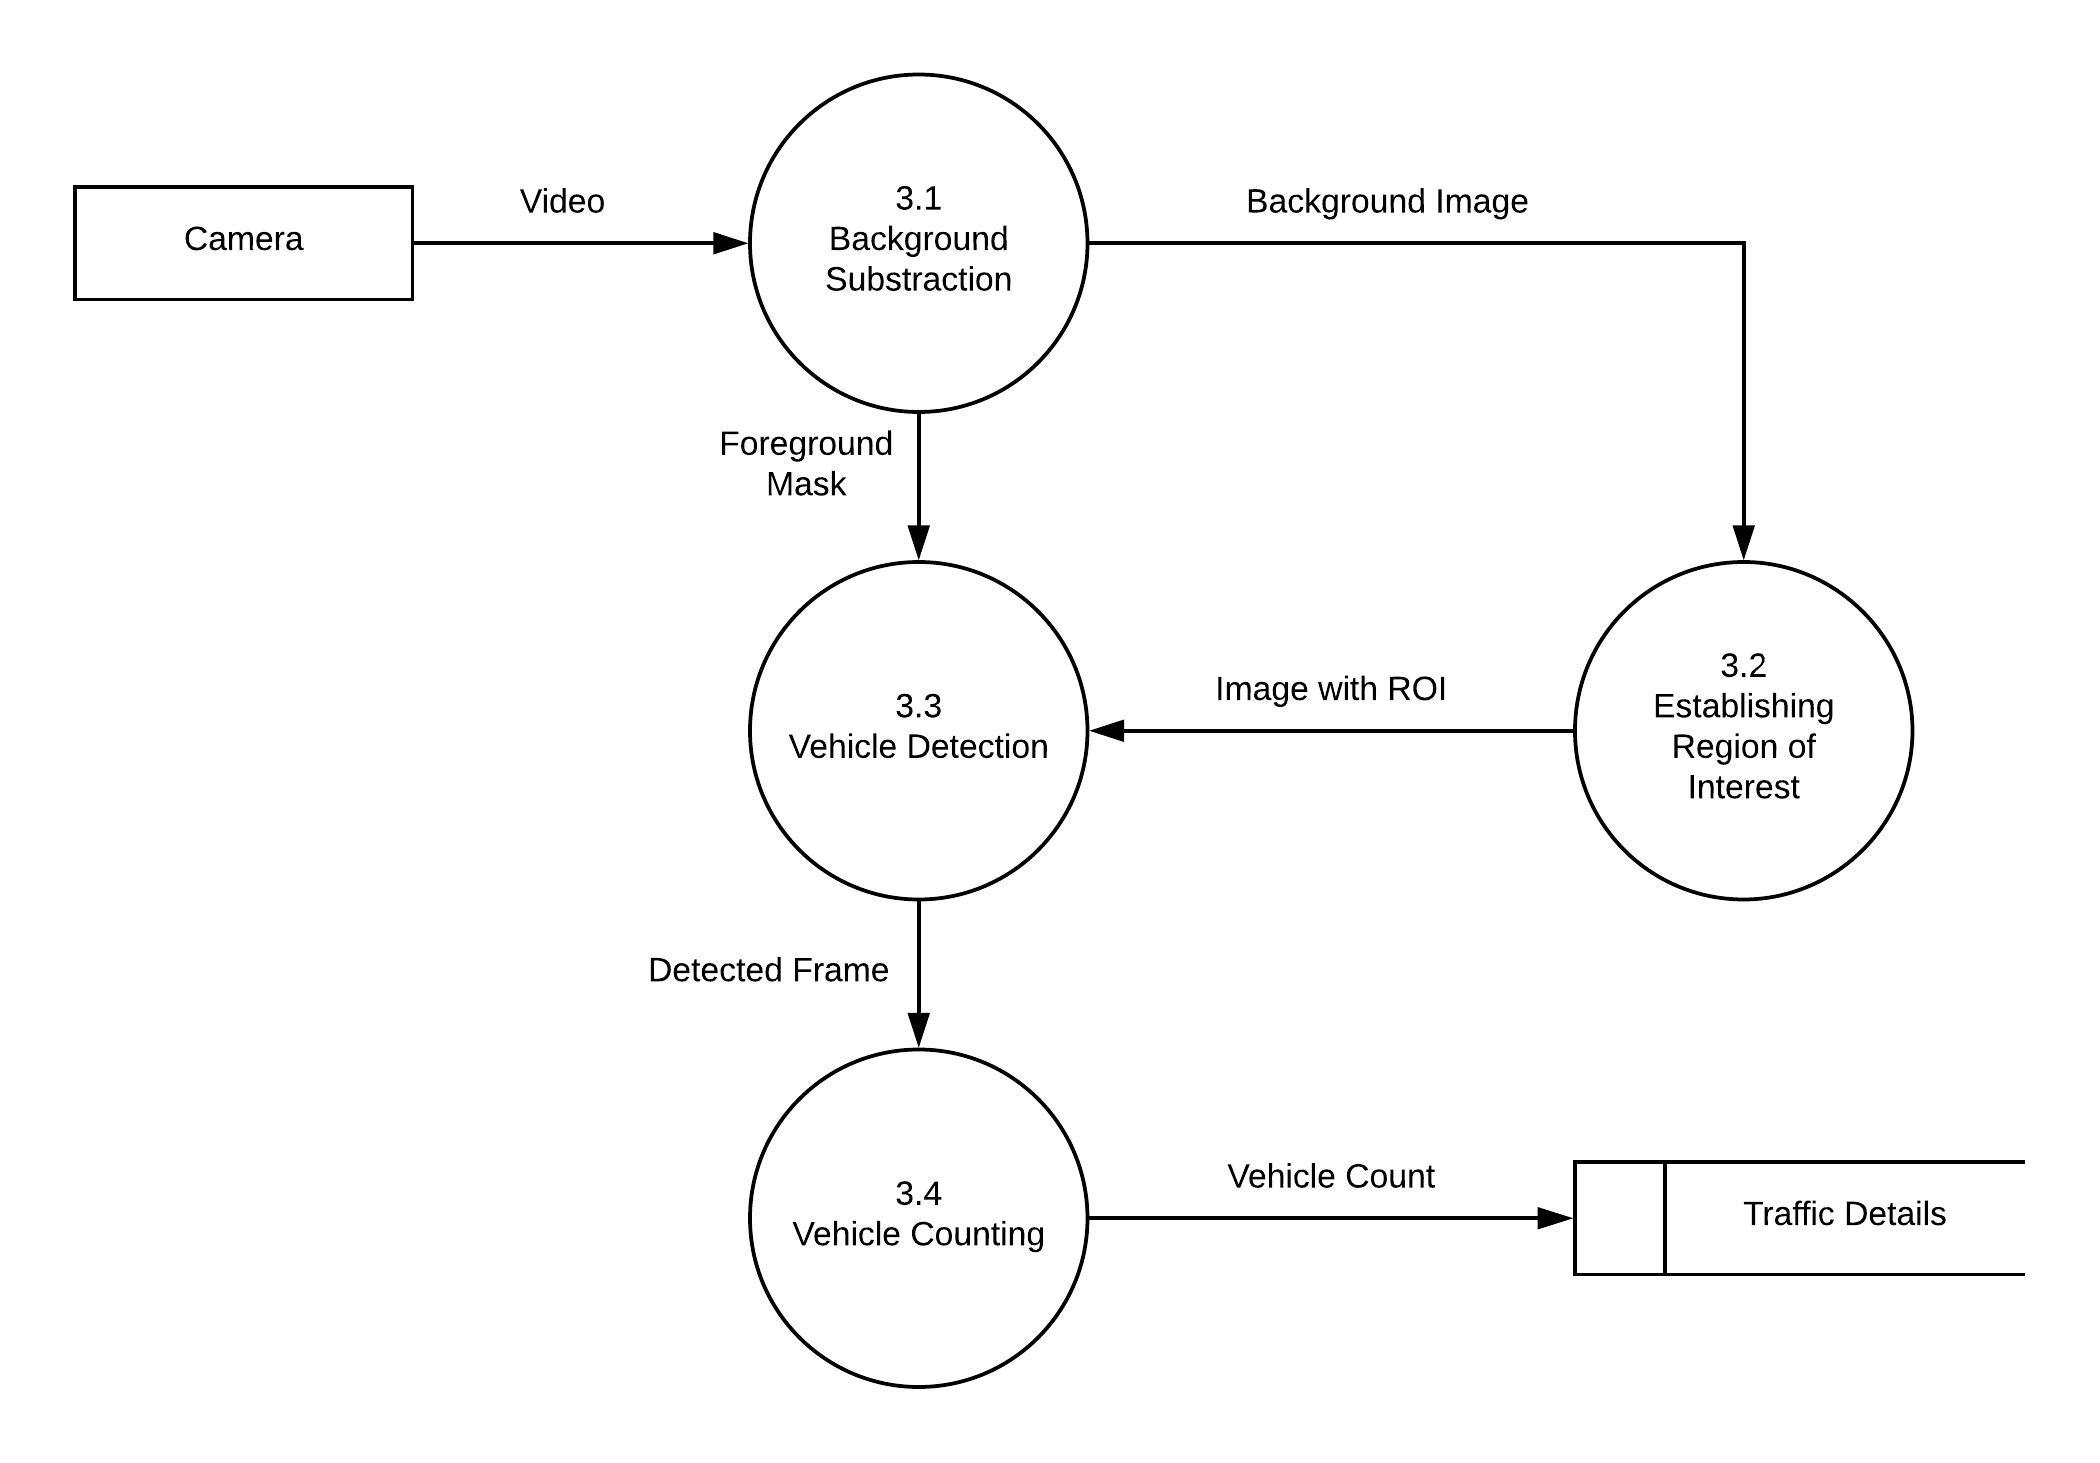 Camera
Video
3.1
Background
Substraction
Background Image
Foreground
Mask
3.3
Vehicle Detection
Image with ROI
3.2
Establishing
Region of
Interest
Detected Frame
3.4
Vehicle Counting
Vehicle Count
Traffic Details